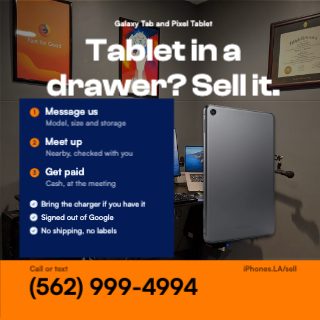 Galaxy Tab and Pixel Tablet
Tablet in a
drawer? Sell it.
1 Message us
Model, size and storage
2 Meet up
Nearby, checked with you
3 Get paid
Cash, at the meeting
Bring the charger if you have it
Signed out of Google
No shipping, no labels
Call or text
iPhones.LA/sell
(562) 999-4994